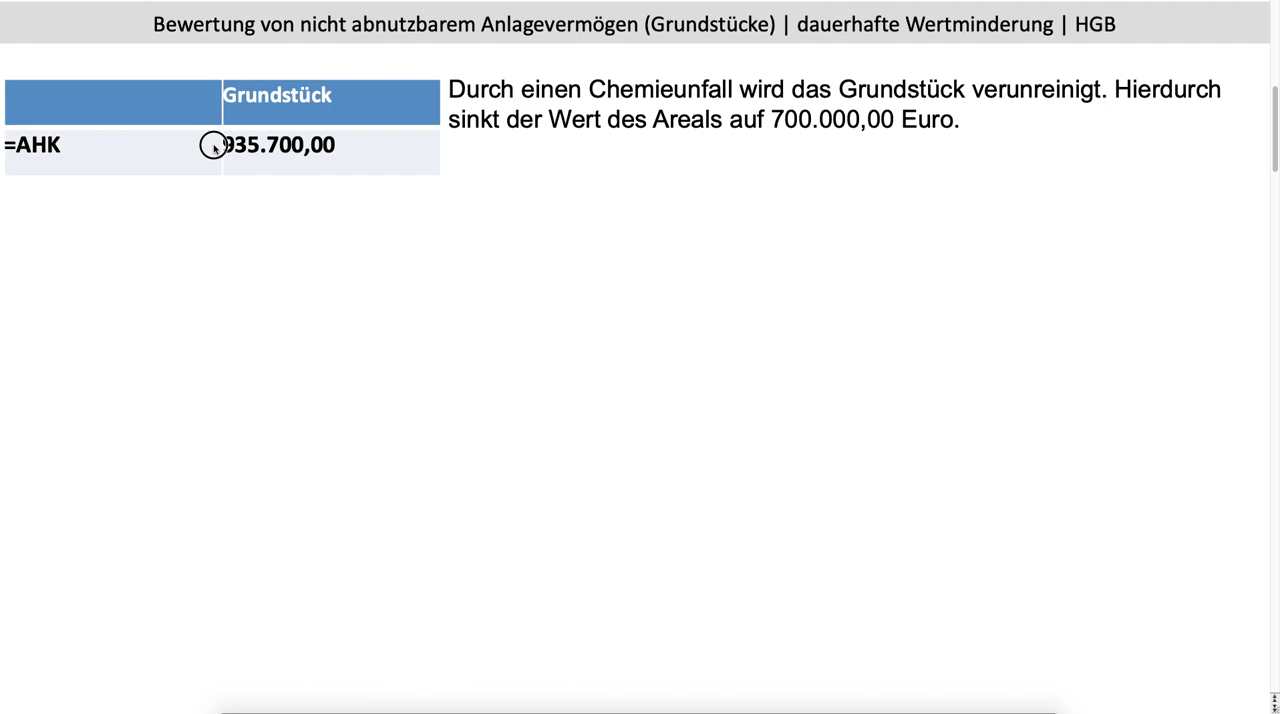 Bewertung von nicht abnutzbarem Anlagevermögen (Grundstücke) | dauerhafte Wertminderung | HGB
Grundstück
=AHK 935.700,00
Durch einen Chemieunfall wird das Grundstück verunreinigt. Hierdurch
sinkt der Wert des Areals auf 700.000,00 Euro.